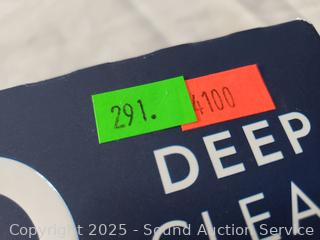 291.
4100
DEEP
CLEA
Copyright 2025 - Sound Auction Service